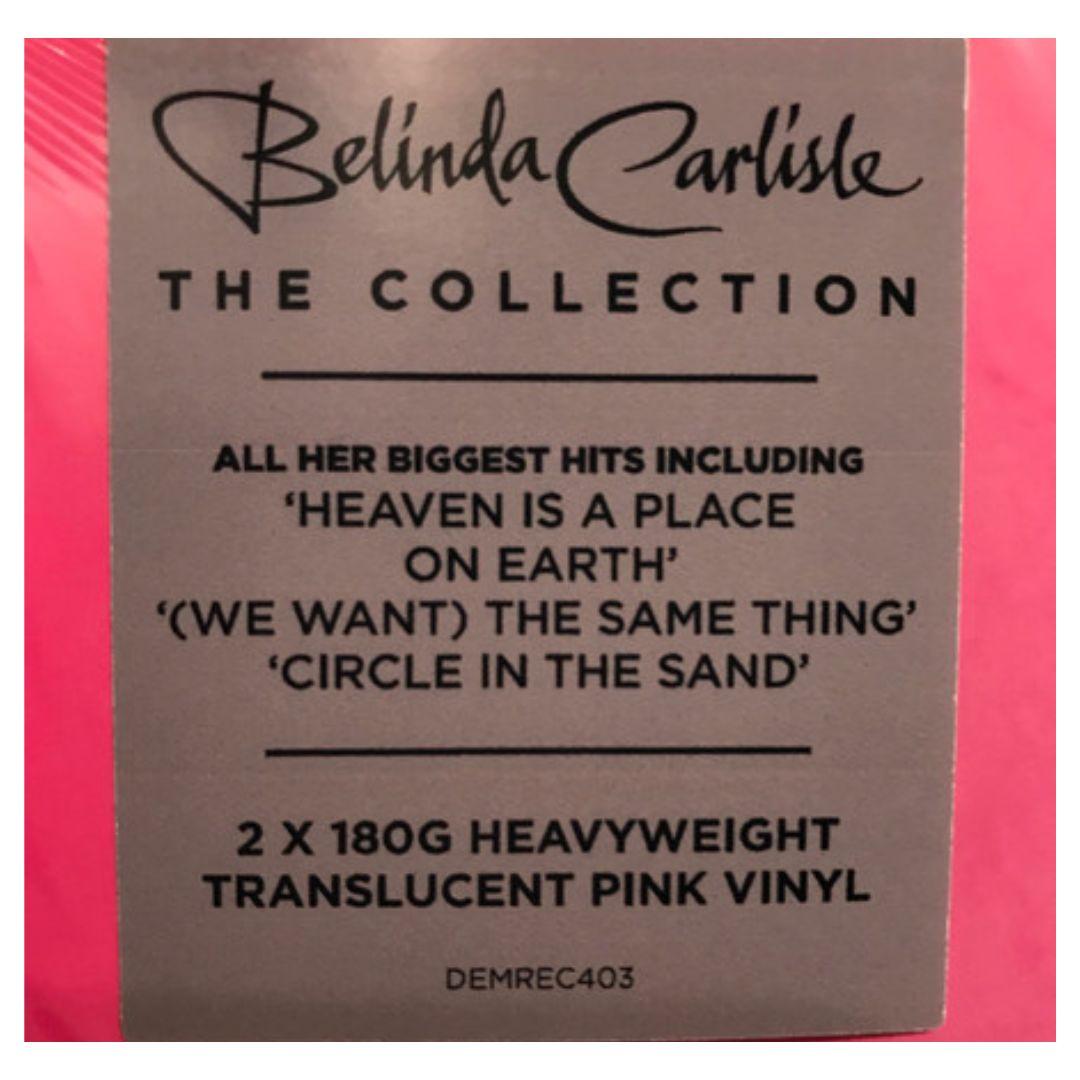 Belinda Carlisle
THE COLLECTION
ALL HER BIGGEST HITS INCLUDING
‘HEAVEN IS A PLACE
ON EARTH’
‘(WE WANT) THE SAME THING’
‘CIRCLE IN THE SAND’
2 X 180G HEAVYWEIGHT
TRANSLUCENT PINK VINYL
DEMREC403